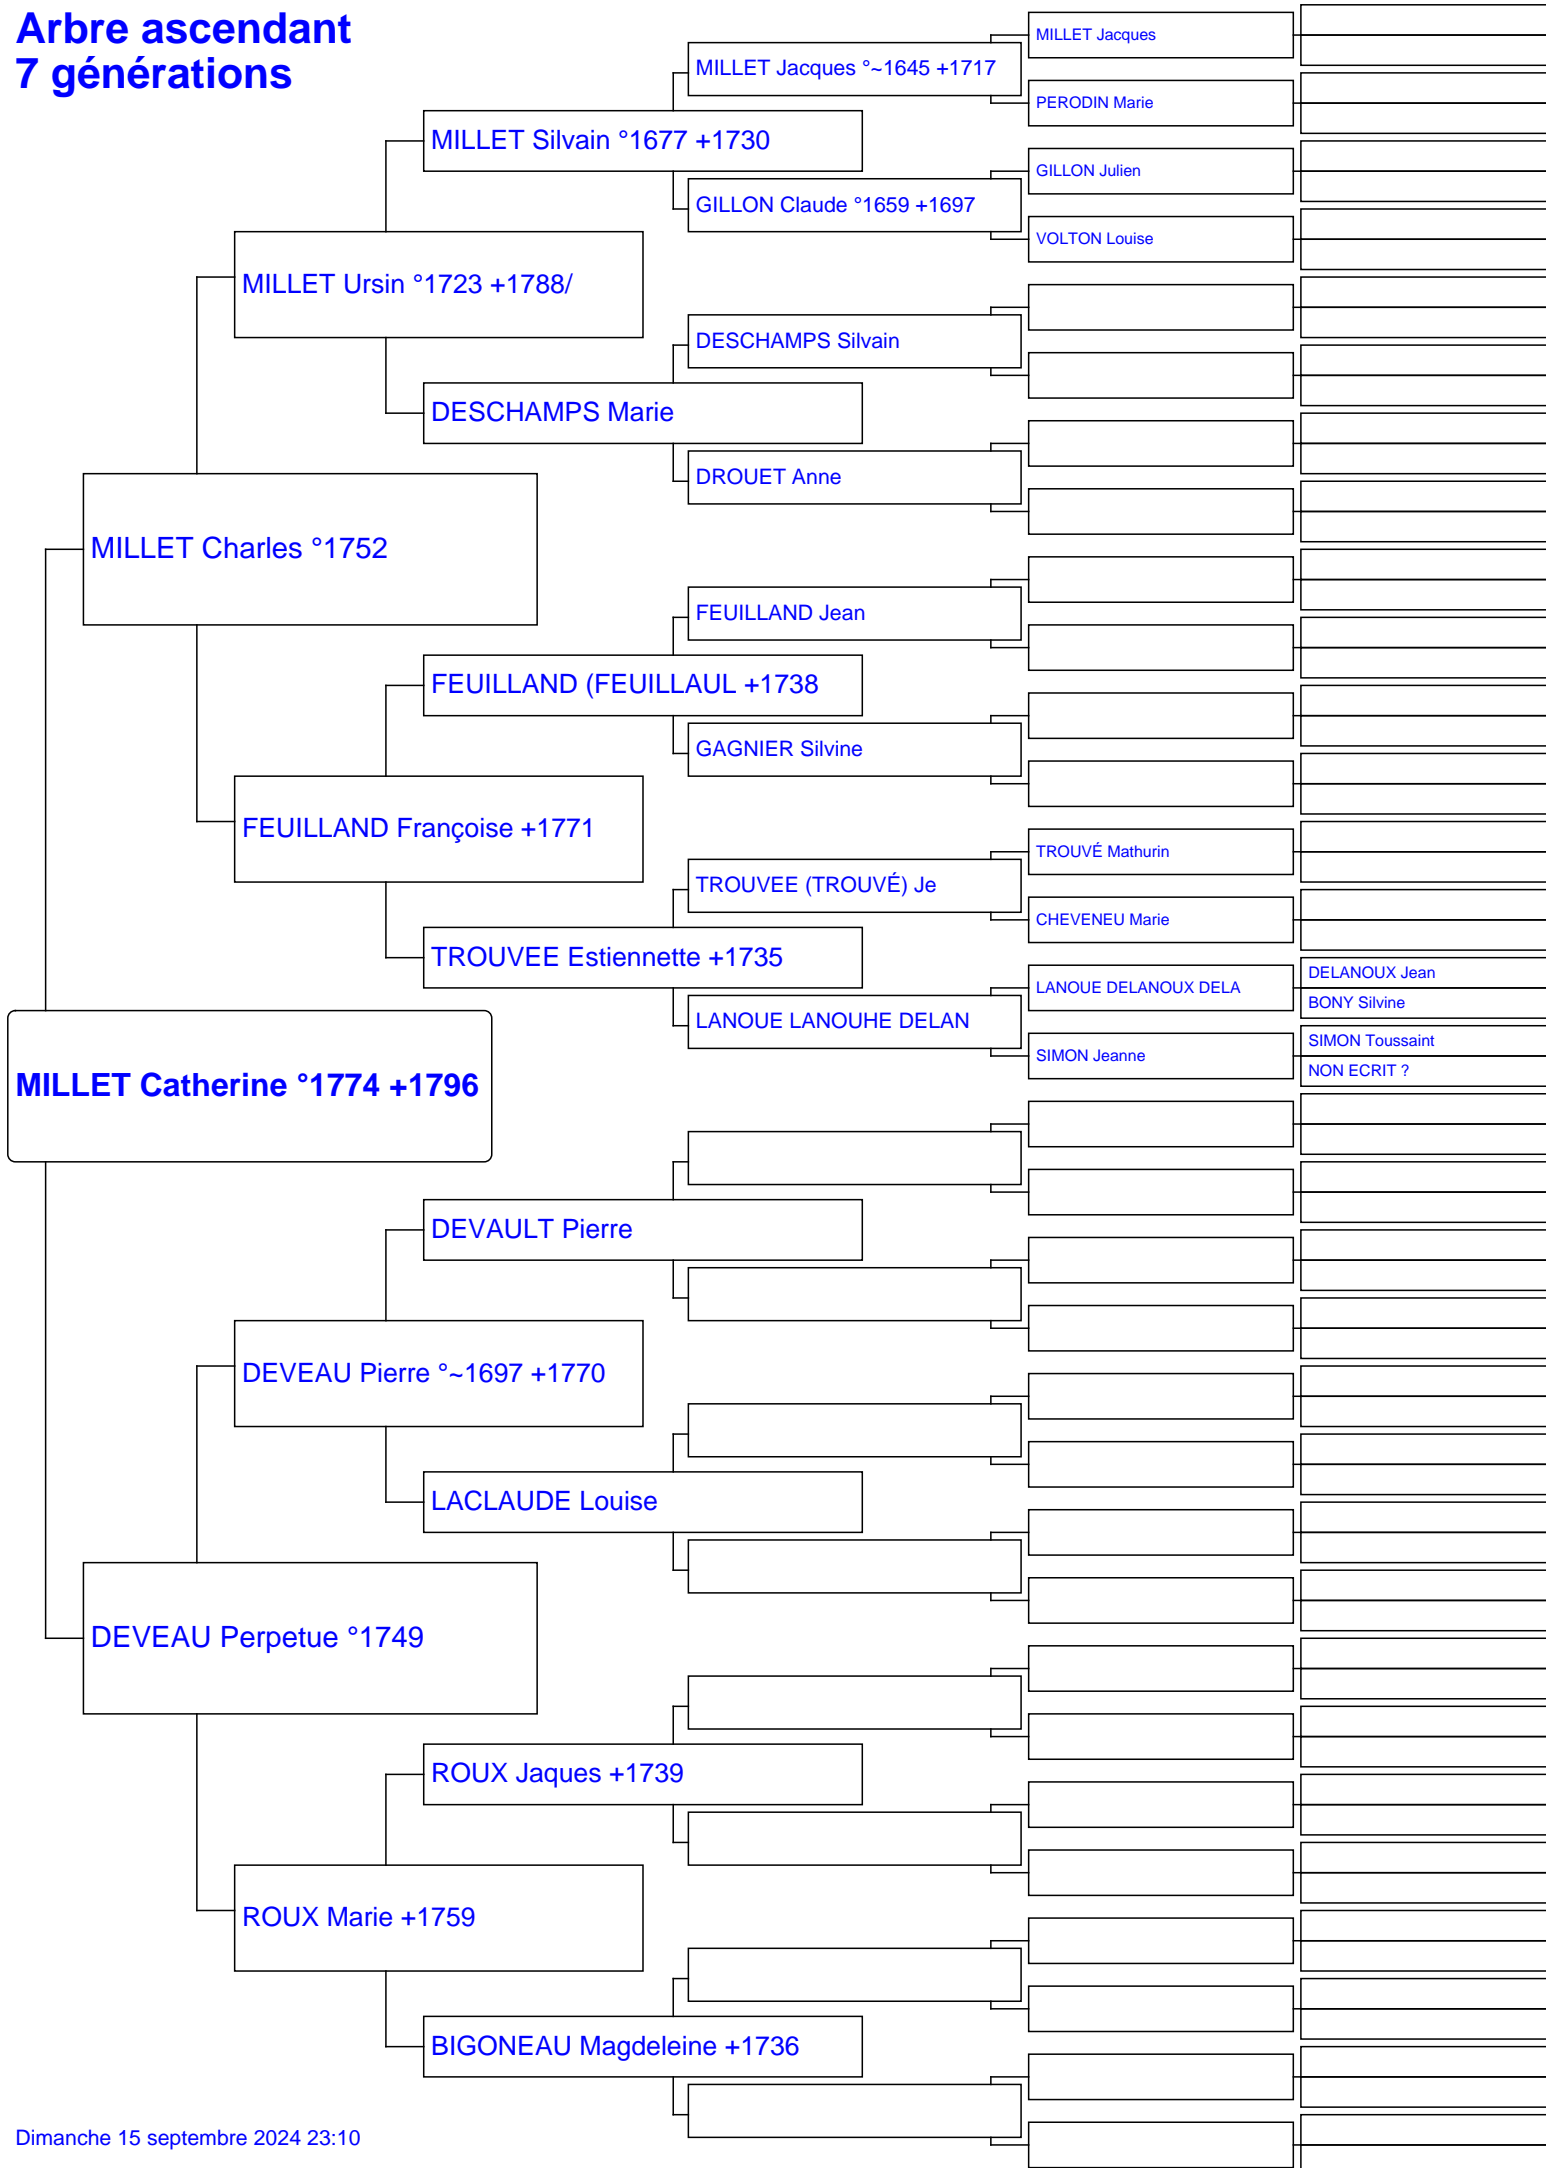 Arbre ascendant
7 générations
MILLET Jacques
MILLET Jacques °~1645 +1717
PERODIN Marie
MILLET Silvain °1677 +1730
GILLON Julien
GILLON Claude °1659 +1697
VOLTON Louise
MILLET Ursin °1723 +1788/
DESCHAMPS Silvain
DESCHAMPS Marie
DROUET Anne
MILLET Charles °1752
FEUILLAND Jean
FEUILLAND (FEUILLAUL +1738
GAGNIER Silvine
FEUILLAND Françoise +1771
TROUVÉ Mathurin
TROUVEE (TROUVÉ) Je
CHEVENEU Marie
TROUVEE Estiennette +1735
DELANOUX Jean
LANOUE DELANOUX DELA
BONY Silvine
LANOUE LANOUHE DELAN
SIMON Toussaint
SIMON Jeanne
NON ECRIT ?
MILLET Catherine °1774 +1796
DEVAULT Pierre
DEVEAU Pierre °~1697 +1770
LACLAUDE Louise
DEVEAU Perpetue °1749
ROUX Jaques +1739
ROUX Marie +1759
BIGONEAU Magdeleine +1736
Dimanche 15 septembre 2024 23:10